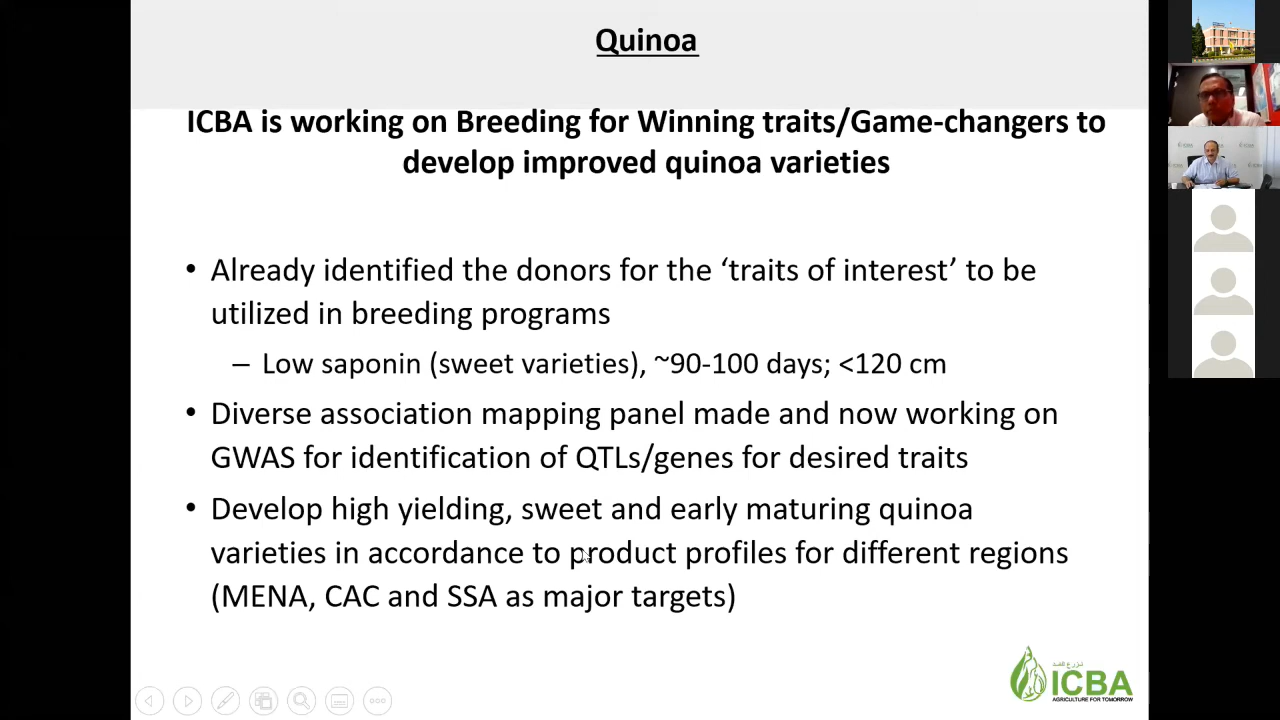 Quinoa
ICBA is working on Breeding for Winning traits/Game-changers to
develop improved quinoa varieties
• Already identified the donors for the ‘traits of interest’ to be
utilized in breeding programs
– Low saponin (sweet varieties), ~90-100 days; <120 cm
• Diverse association mapping panel made and now working on
GWAS for identification of QTLs/genes for desired traits
• Develop high yielding, sweet and early maturing quinoa
varieties in accordance to product profiles for different regions
(MENA, CAC and SSA as major targets)
نزرع للغد
ICBA
AGRICULTURE FOR TOMORROW